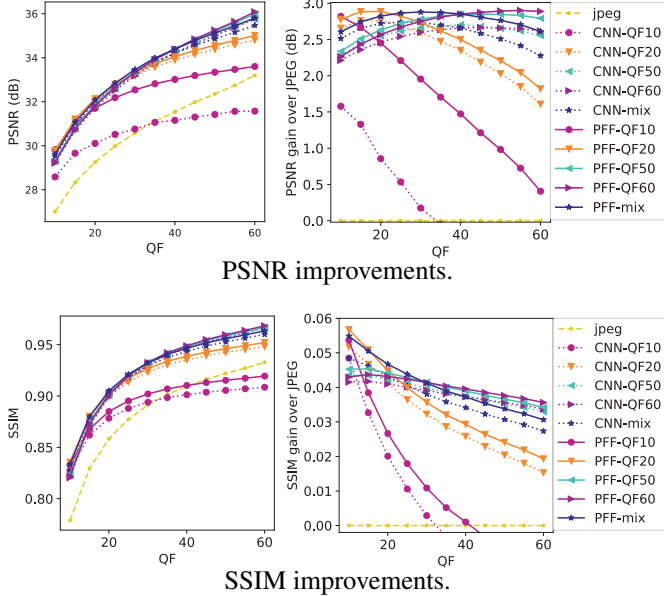 36
34
32
30
28
PSNR (dB)
20
40
60
QF
3.0
2.5
2.0
1.5
1.0
0.5
0.0
PSNR gain over JPEG (dB)
20
40
60
QF
jpeg
CNN-QF10
CNN-QF20
CNN-QF50
CNN-QF60
CNN-mix
PFF-QF10
PFF-QF20
PFF-QF50
PFF-QF60
PFF-mix
PSNR improvements.
0.95
0.90
0.85
0.80
SSIM
20
40
60
QF
0.06
0.05
0.04
0.03
0.02
0.01
0.00
SSIM gain over JPEG
20
40
60
QF
jpeg
CNN-QF10
CNN-QF20
CNN-QF50
CNN-QF60
CNN-mix
PFF-QF10
PFF-QF20
PFF-QF50
PFF-QF60
PFF-mix
SSIM improvements.